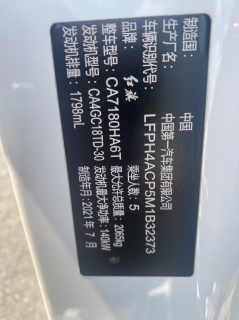 制造国: 中国
生产厂名: 中国第一汽车集团有限公司
车辆识别代号: LFPH4ACP5M1B32373
品牌: 红旗
整车型号: CA7180HA6T 乘坐人数: 5
最大允许总质量: 2065kg
发动机型号: CA4GC18TD-30 发动机最大净功率: 140kW
发动机排量: 1798mL 制造年月: 2021年 7月